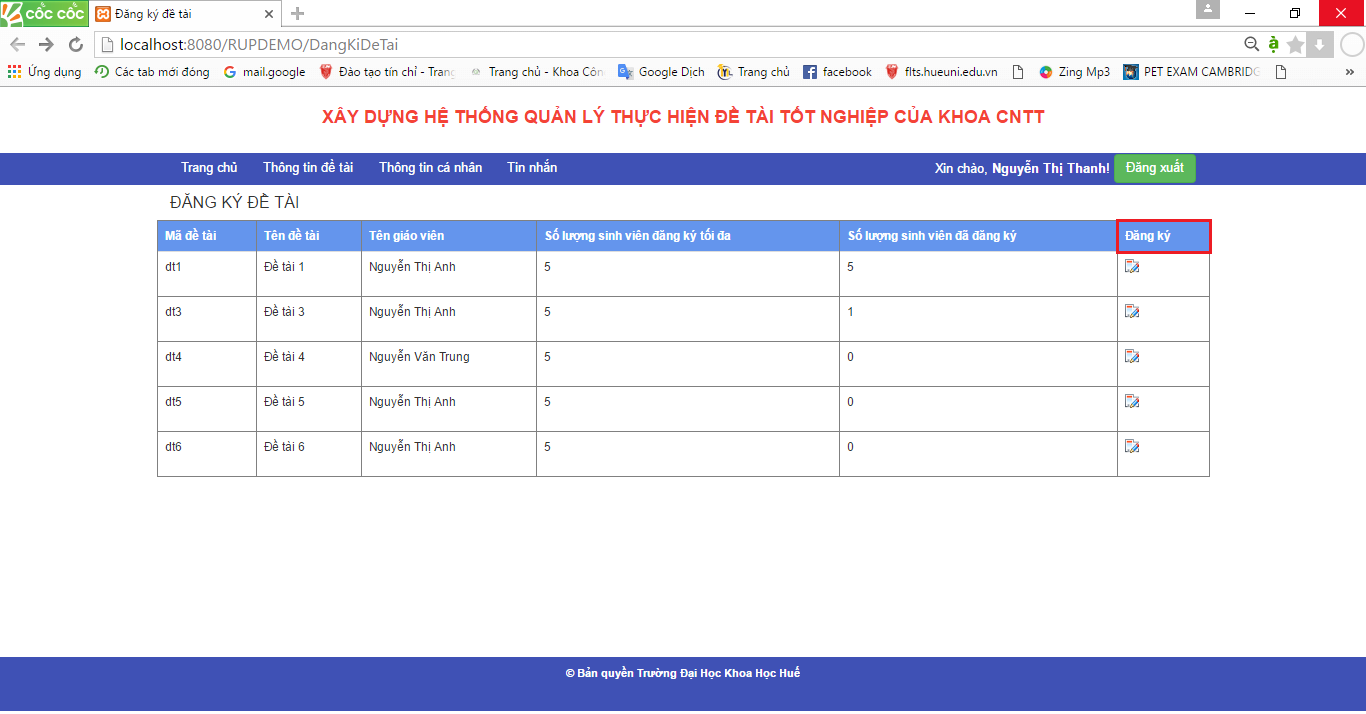 CỐC CỐC Đăng ký đề tài
localhost:8080/RUPDEMO/DangKiDeTai
Ứng dụng Các tab mới đóng mail.google Đào tạo tín chỉ - Trang Trang chủ - Khoa Côn Google Dịch Trang chủ facebook flts.hueuni.edu.vn Zing Mp3 PET EXAM CAMBRIDG »
XÂY DỰNG HỆ THỐNG QUẢN LÝ THỰC HIỆN ĐỀ TÀI TỐT NGHIỆP CỦA KHOA CNTT
Trang chủ Thông tin đề tài Thông tin cá nhân Tin nhắn Xin chào, Nguyễn Thị Thanh! Đăng xuất
ĐĂNG KÝ ĐỀ TÀI
Mã đề tài Tên đề tài Tên giáo viên Số lượng sinh viên đăng ký tối đa Số lượng sinh viên đã đăng ký Đăng ký
dt1 Đề tài 1 Nguyễn Thị Anh 5 5
dt3 Đề tài 3 Nguyễn Thị Anh 5 1
dt4 Đề tài 4 Nguyễn Văn Trung 5 0
dt5 Đề tài 5 Nguyễn Thị Anh 5 0
dt6 Đề tài 6 Nguyễn Thị Anh 5 0
© Bản quyền Trường Đại Học Khoa Học Huế